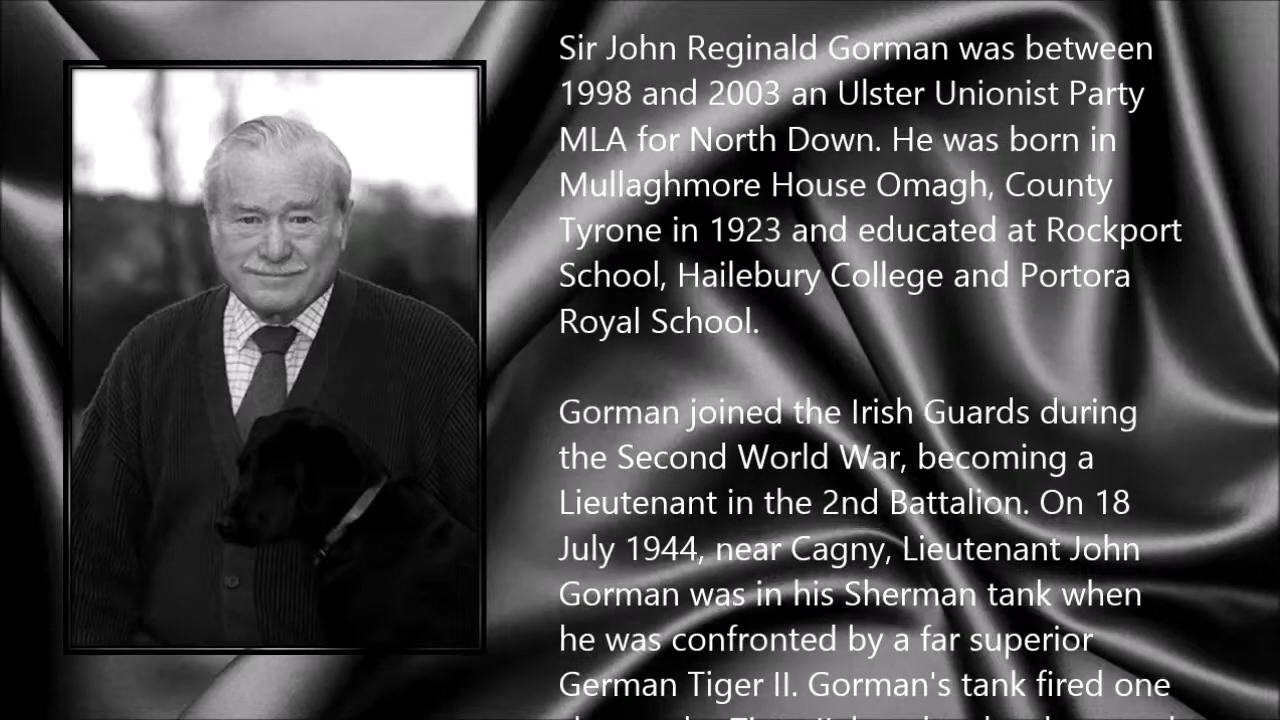 Sir John Reginald Gorman was between
1998 and 2003 an Ulster Unionist Party
MLA for North Down. He was born in
Mullaghmore House Omagh, County
Tyrone in 1923 and educated at Rockport
School, Hailebury College and Portora
Royal School.
Gorman joined the Irish Guards during
the Second World War, becoming a
Lieutenant in the 2nd Battalion. On 18
July 1944, near Cagny, Lieutenant John
Gorman was in his Sherman tank when
he was confronted by a far superior
German Tiger II. Gorman's tank fired one